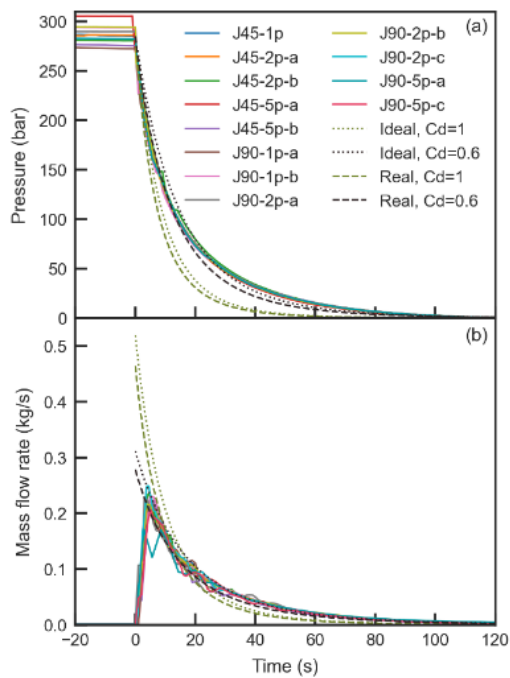 (a)
300
250
200
150
100
50
0
Pressure (bar)
J45-1p
J45-2p-a
J45-2p-b
J45-5p-a
J45-5p-b
J90-1p-a
J90-1p-b
J90-2p-a
J90-2p-b
J90-2p-c
J90-5p-a
J90-5p-c
Ideal, Cd=1
Ideal, Cd=0.6
Real, Cd=1
Real, Cd=0.6
(b)
0.5
0.4
0.3
0.2
0.1
0.0
Mass flow rate (kg/s)
-20 0 20 40 60 80 100 120
Time (s)